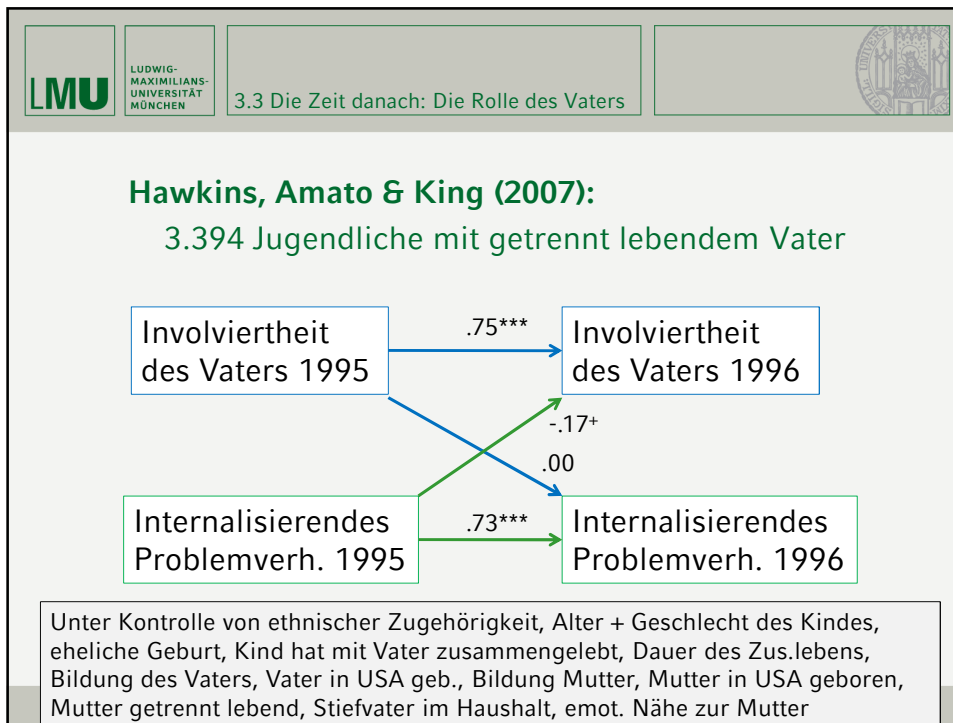 LMU
LUDWIG-
MAXIMILIANS-
UNIVERSITÄT
MÜNCHEN
3.3 Die Zeit danach: Die Rolle des Vaters
Hawkins, Amato & King (2007):
3.394 Jugendliche mit getrennt lebendem Vater
Involviertheit
des Vaters 1995
.75***
Involviertheit
des Vaters 1996
-.17+
.00
Internalisierendes
Problemverh. 1995
.73***
Internalisierendes
Problemverh. 1996
Unter Kontrolle von ethnischer Zugehörigkeit, Alter + Geschlecht des Kindes,
eheliche Geburt, Kind hat mit Vater zusammengelebt, Dauer des Zus.lebens,
Bildung des Vaters, Vater in USA geb., Bildung Mutter, Mutter in USA geboren,
Mutter getrennt lebend, Stiefvater im Haushalt, emot. Nähe zur Mutter